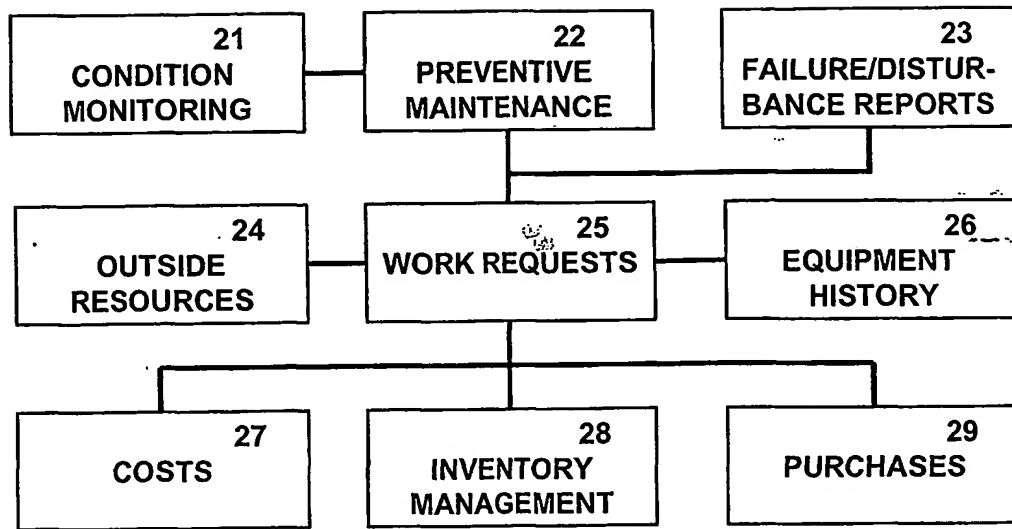 21
CONDITION
MONITORING
22
PREVENTIVE
MAINTENANCE
23
FAILURE/DISTUR-
BANCE REPORTS
24
OUTSIDE
RESOURCES
25
WORK REQUESTS
26
EQUIPMENT
HISTORY
27
COSTS
28
INVENTORY
MANAGEMENT
29
PURCHASES